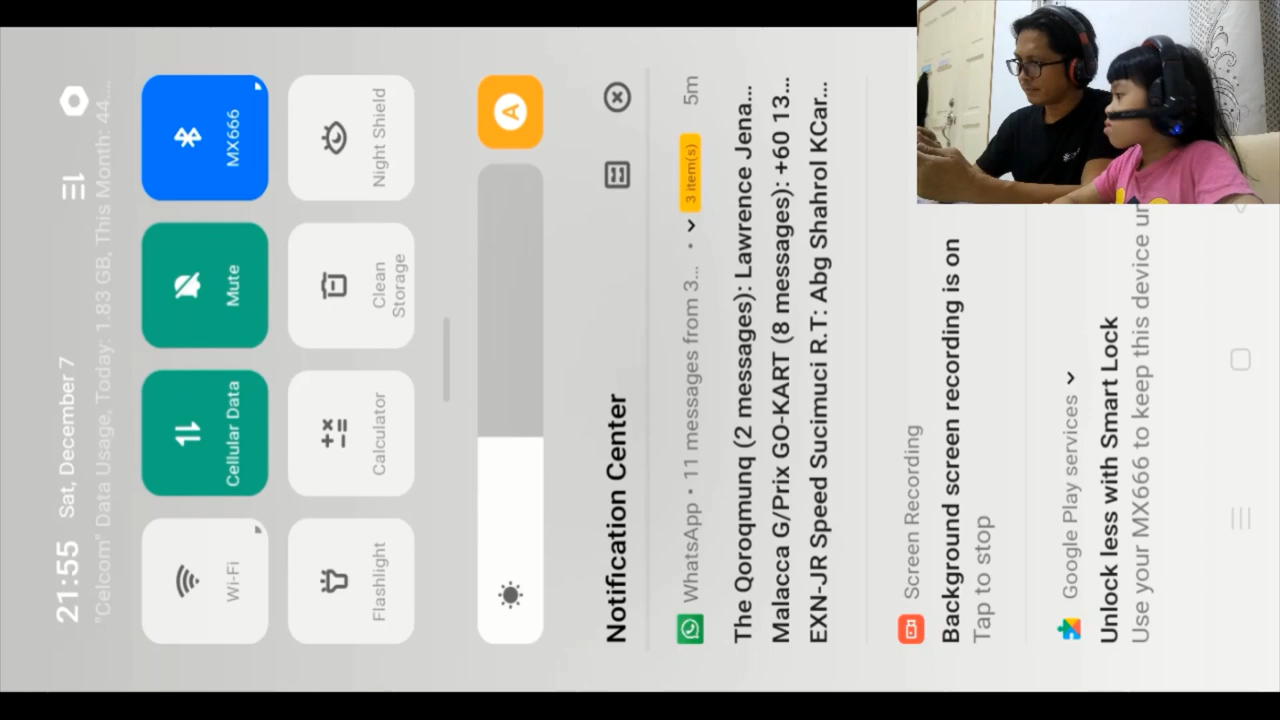 21:55 Sat, December 7
"Celcom" Data Usage, Today: 1.83 GB, This Month: 44....
Wi-Fi
Cellular Data
Mute
MX666
Flashlight
Calculator
Clean
Storage
Night Shield
A
Notification Center
WhatsApp • 11 messages from 3... • 3 item(s) 5m
The Qoroqmunq (2 messages): Lawrence Jena...
Malacca G/Prix GO-KART (8 messages): +60 13...
EXN-JR Speed Sucimuci R.T: Abg Shahrol KCar...
Screen Recording
Background screen recording is on
Tap to stop
Google Play services
Unlock less with Smart Lock
Use your MX666 to keep this device